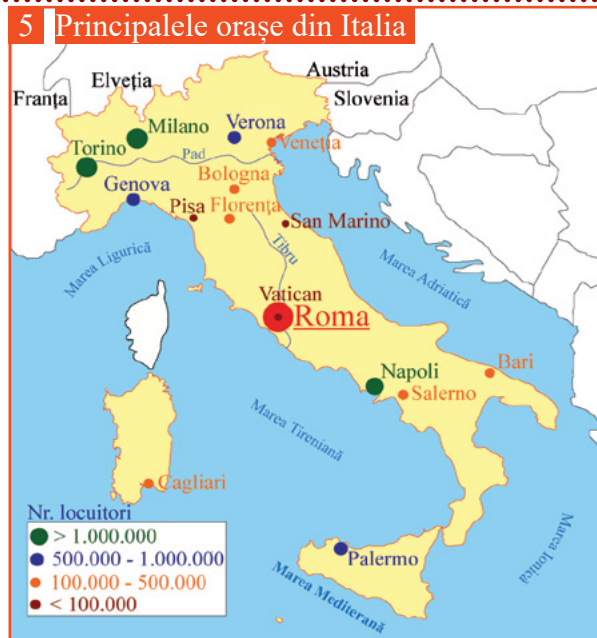 5 Principalele orașe din Italia
Austria
Elveția
Slovenia
Franța
Milano
Verona
Veneția
Torino
Pad
Bologna
Genova
Pisa
Florența
San Marino
Tibru
Marea Ligurică
Marea Adriatică
Vatican
Roma
Napoli
Bari
Salerno
Marea Tireniană
Cagliari
Nr. locuitori
> 1.000.000
500.000 - 1.000.000
100.000 - 500.000
< 100.000
Palermo
Marea Mediterană
Marea Ionică